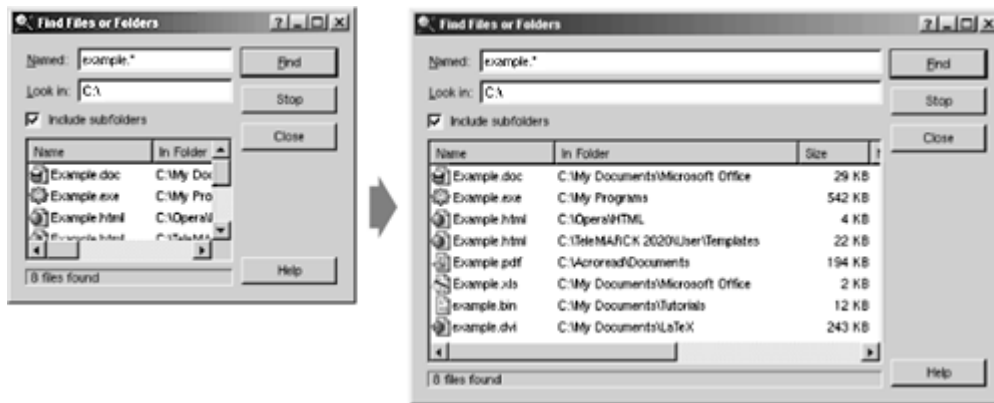 Find Files or Folders
Named: example.*
Find
Look in: C:\
Stop
Include subfolders
Close
Name In Folder
Example.doc C:\My Doc
Example.exe C:\My Pro
Example.html C:\Opera\
Example.html
8 files found
Help
Find Files or Folders
Named: example.*
Find
Look in: C:\
Stop
Include subfolders
Close
Name In Folder Size
Example.doc C:\My Documents\Microsoft Office 29 KB
Example.exe C:\My Programs 542 KB
Example.html C:\Opera\HTML 4 KB
Example.html C:\TeleMARCK 2020\User\Templates 22 KB
Example.pdf C:\Acroread\Documents 194 KB
Example.xls C:\My Documents\Microsoft Office 2 KB
example.bin C:\My Documents\Tutorials 12 KB
example.dvi C:\My Documents\LaTeX 243 KB
8 files found
Help